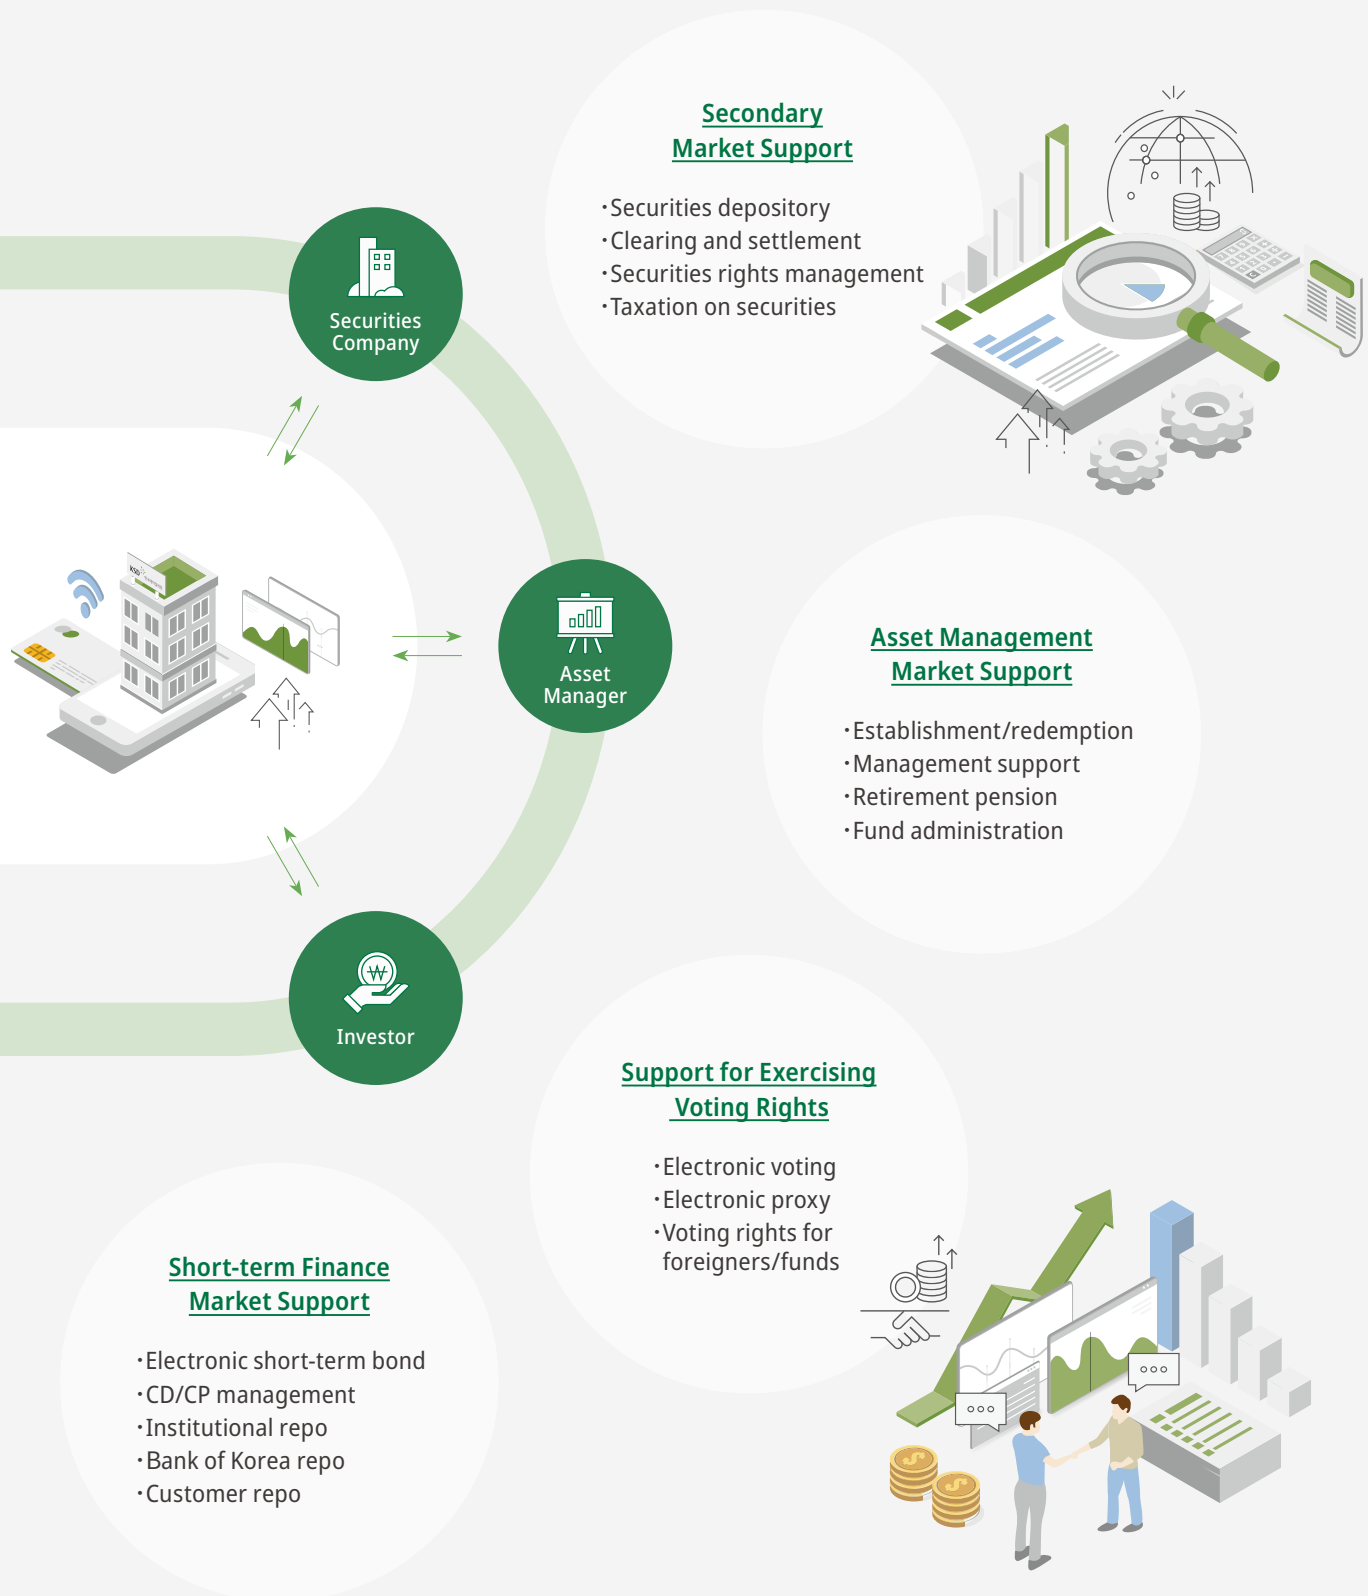 Secondary
Market Support
·Securities depository
·Clearing and settlement
·Securities rights management
·Taxation on securities
Securities
Company
KSD
Asset
Manager
Asset Management
Market Support
·Establishment/redemption
·Management support
·Retirement pension
·Fund administration
Investor
Support for Exercising
Voting Rights
·Electronic voting
·Electronic proxy
·Voting rights for
foreigners/funds
Short-term Finance
Market Support
·Electronic short-term bond
·CD/CP management
·Institutional repo
·Bank of Korea repo
·Customer repo